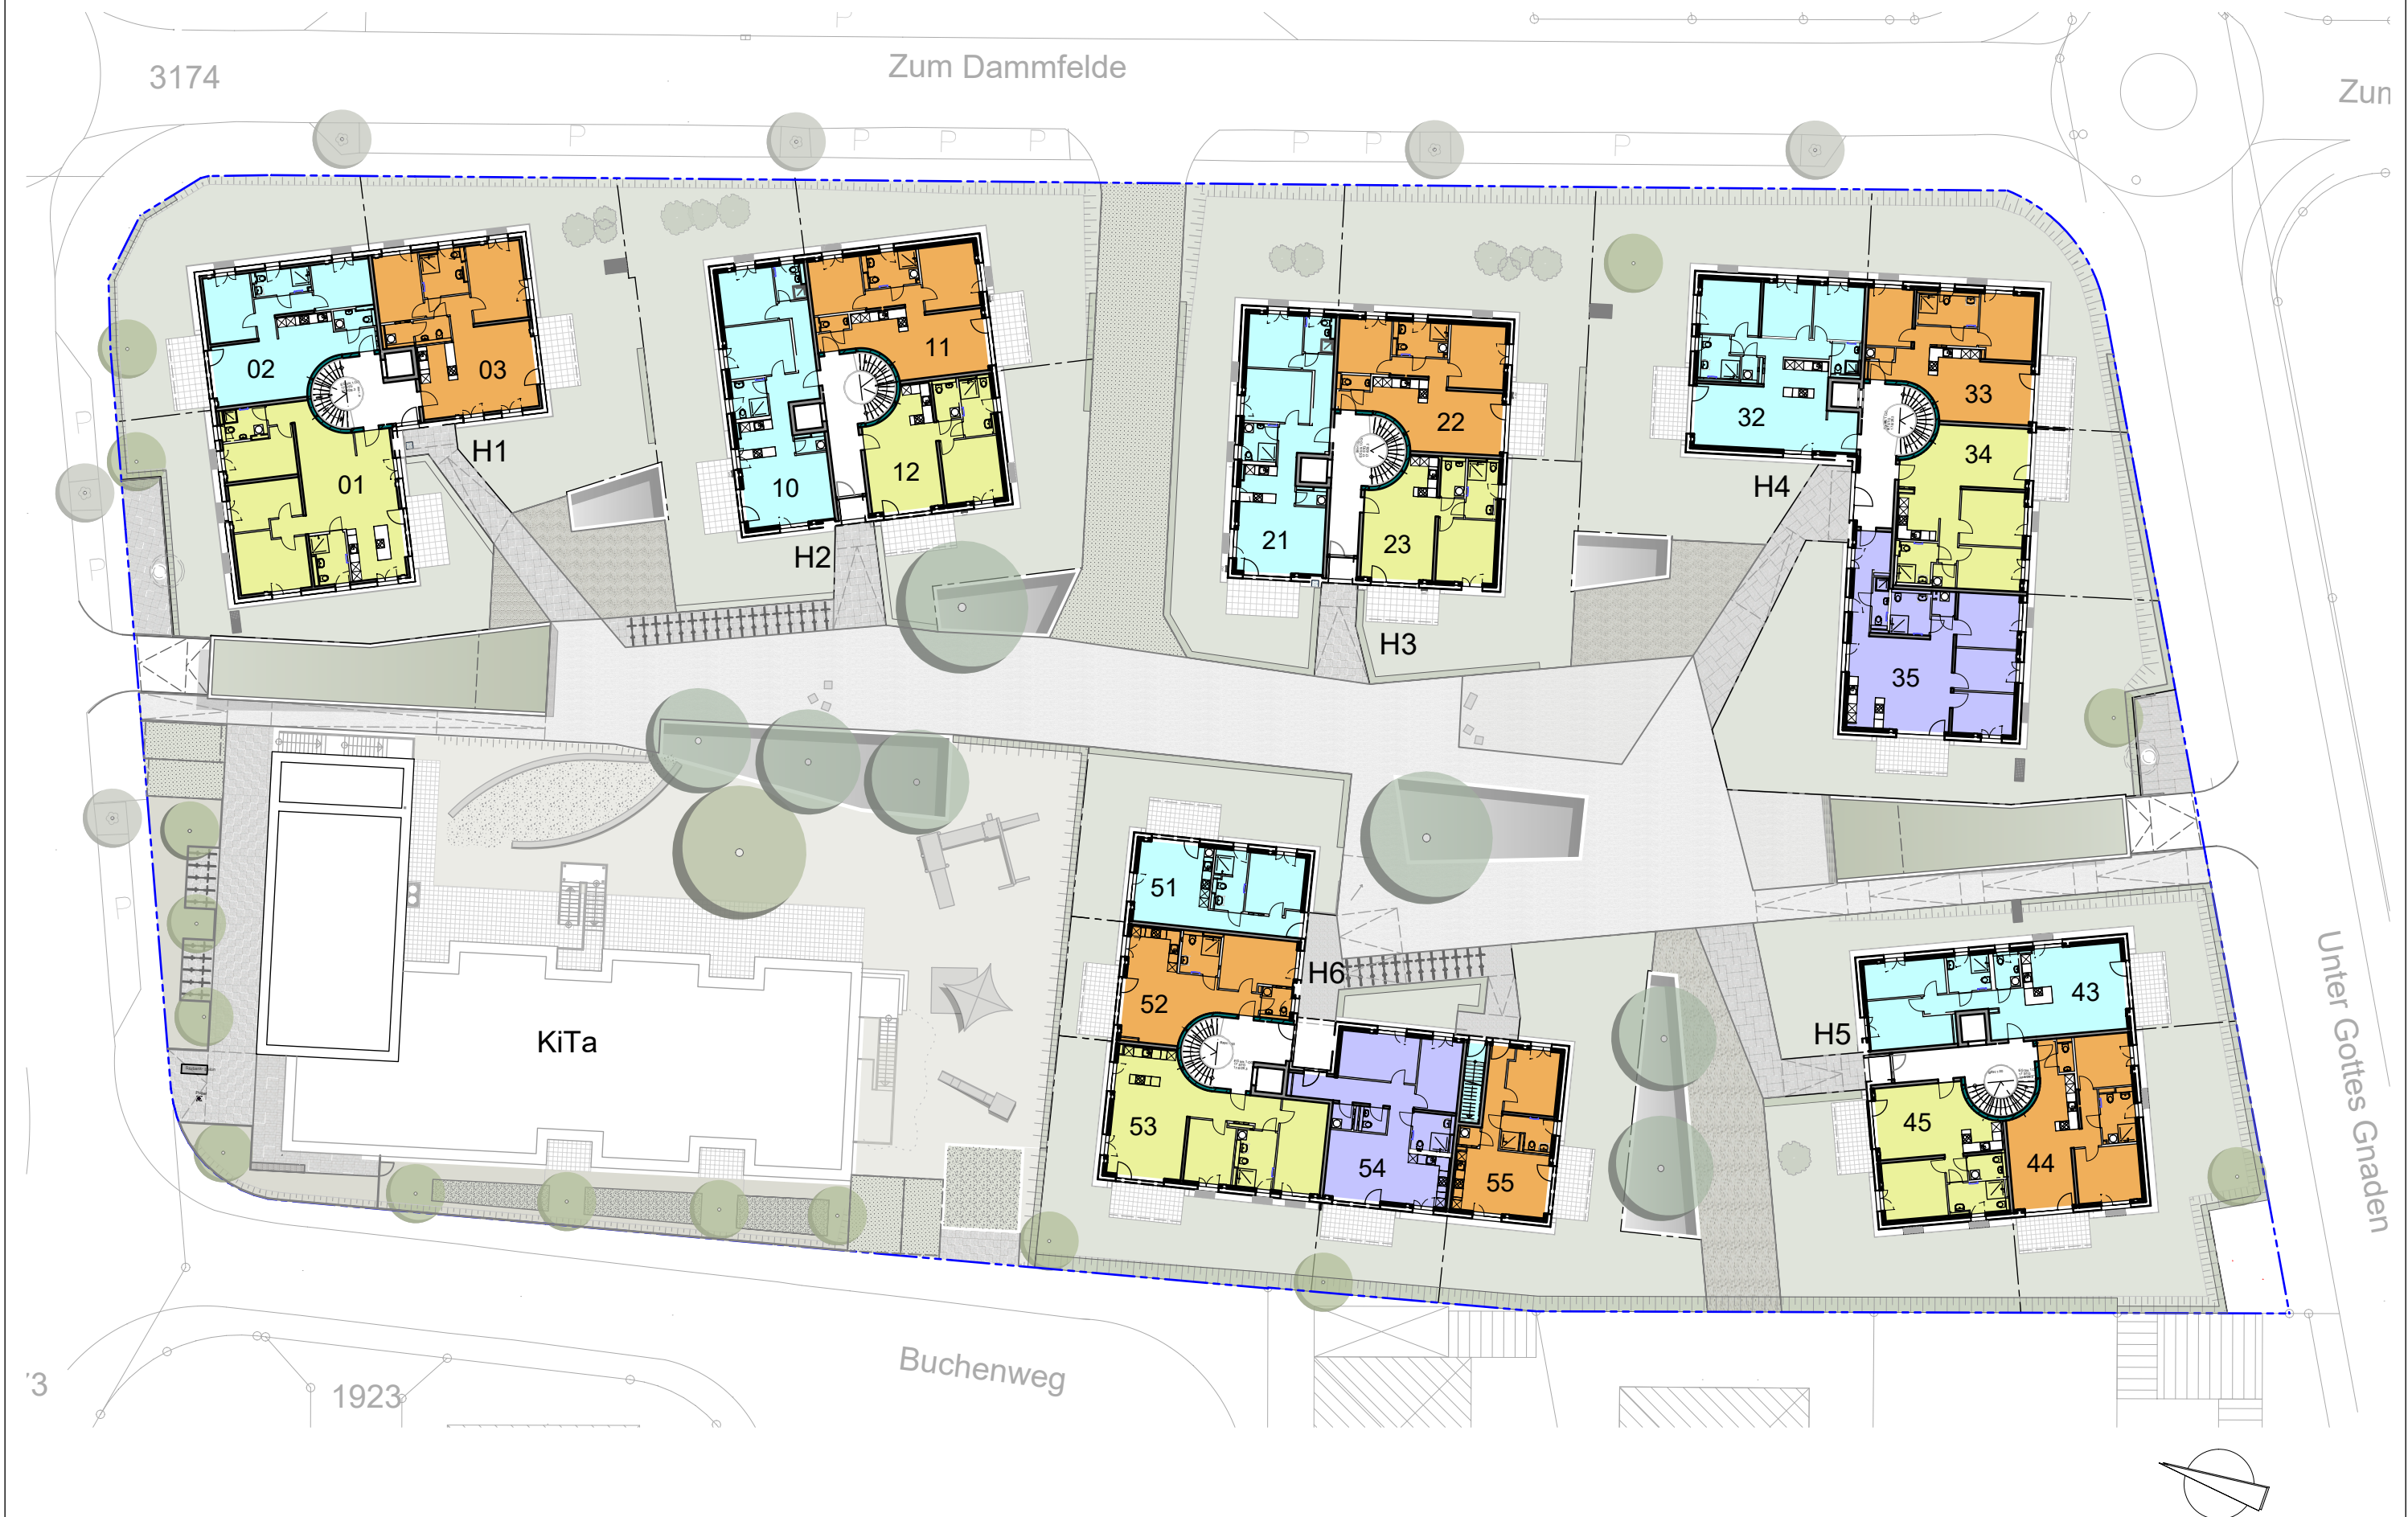 P
Zum Dammfelde
3174
Zun
P
P
P
P
P
P
P
02
03
11
01
H1
10
12
H2
22
21
23
H3
33
32
34
H4
35
P
P
P
51
52
H6
53
54
55
43
H5
45
44
KiTa
Unter Gottes Gnaden
Buchenweg
'3
1923